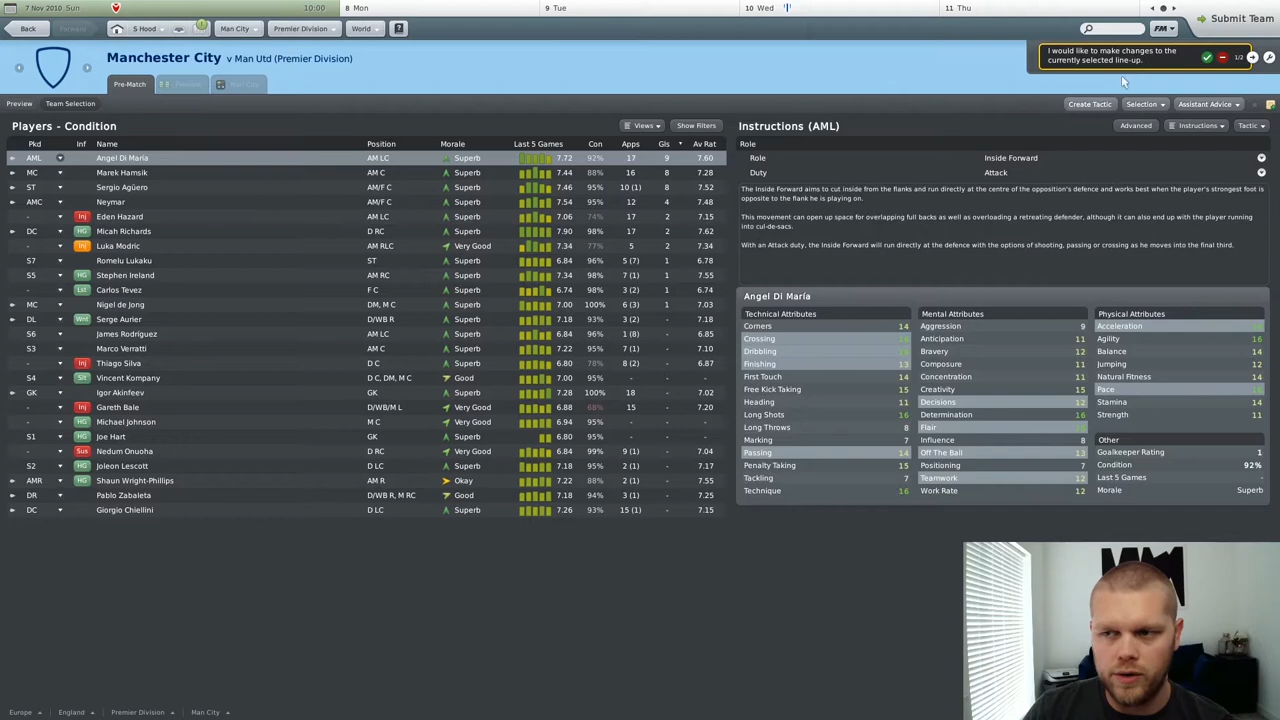 7 Nov 2010 Sun 10:00 8 Mon 9 Tue 10 Wed 11 Thu
Submit Team
Back Forward S Hood Man City Premier Division World ? FM
Manchester City v Man Utd (Premier Division)
I would like to make changes to the
currently selected line-up.
1/2
Pre-Match
Preview Team Selection Create Tactic Selection Assistant Advice
Players - Condition Views Show Filters
Pkd Inf Name Position Morale Last 5 Games Con Apps Gls Av Rat
AML Angel Di Maria AM LC Superb 7.72 92% 17 9 7.60
MC Marek Hamsik AM C Superb 7.44 88% 16 8 7.28
ST Sergio Agüero AM/F C Superb 7.46 95% 10 (1) 8 7.52
AMC Neymar AM/F C Superb 7.54 95% 12 4 7.48
- Inj Eden Hazard AM LC Superb 7.06 74% 17 2 7.15
DC HG Micah Richards D RC Superb 7.90 98% 17 2 7.62
- Inj Luka Modric AM RLC Very Good 7.34 77% 5 2 7.34
S7 Romelu Lukaku ST Superb 6.84 96% 5 (7) 1 6.78
S5 HG Stephen Ireland AM RC Superb 7.34 98% 7 (1) 1 7.55
- Lst Carlos Tevez F C Superb 6.74 98% 3 (2) 1 6.74
MC Nigel de Jong DM, M C Superb 7.00 100% 6 (3) 1 7.03
DL Wnt Serge Aurier D/WB R Superb 7.18 93% 3 (2) - 7.18
S6 James Rodríguez AM LC Superb 6.84 96% 1 (8) - 6.85
S3 Marco Verratti AM C Superb 7.22 95% 7 (1) - 7.10
- Inj Thiago Silva D C Superb 6.80 78% 8 (2) - 6.87
S4 Slt Vincent Kompany D C, DM, M C Good 7.00 95% - - -
GK Igor Akinfeev GK Superb 7.28 100% 18 - 7.02
- Inj Gareth Bale D/WB/M L Very Good 6.88 68% 15 - 7.20
- HG Michael Johnson M C Very Good 6.94 95% - - -
S1 HG Joe Hart GK Superb 6.80 95% - - -
- Sus Nedum Onuoha D RC Very Good 6.84 99% 9 (1) - 7.04
S2 HG Joleon Lescott D LC Superb 7.18 95% 2 (1) - 7.17
AMR HG Shaun Wright-Phillips AM R Okay 7.22 88% 2 (1) - 7.55
DR Pablo Zabaleta D/WB R, M RC Good 7.18 94% 3 (1) - 7.25
DC Giorgio Chiellini D LC Superb 7.26 93% 15 (1) - 7.15
Instructions (AML) Advanced Instructions Tactic
Role
Role Inside Forward
Duty Attack
The Inside Forward aims to cut inside from the flanks and run directly at the centre of the opposition's defence and works best when the player's strongest foot is
opposite to the flank he is playing on.
This movement can open up space for overlapping full backs as well as overloading a retreating defender, although it can also end up with the player running
into cul-de-sacs.
With an Attack duty, the Inside Forward will run directly at the defence with the options of shooting, passing or crossing as he moves into the final third.
Angel Di María
Technical Attributes Mental Attributes Physical Attributes
Corners 14 Aggression 9 Acceleration
Crossing Anticipation 11 Agility 16
Dribbling Bravery 12 Balance 14
Finishing 13 Composure 11 Jumping 12
First Touch 14 Concentration 11 Natural Fitness 14
Free Kick Taking 15 Creativity 15 Pace
Heading 11 Decisions 12 Stamina 14
Long Shots 16 Determination 16 Strength 11
Long Throws 8 Flair
Marking 7 Influence 8 Other
Passing 14 Off The Ball 13 Goalkeeper Rating 1
Penalty Taking 15 Positioning 7 Condition 92%
Tackling 7 Teamwork 12 Last 5 Games -
Technique 16 Work Rate 12 Morale Superb
Europe England Premier Division Man City